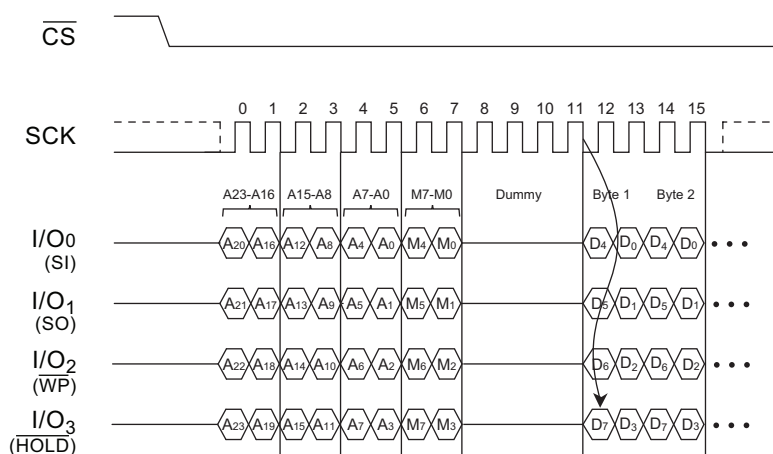 CS
0 1 2 3 4 5 6 7 8 9 10 11 12 13 14 15
SCK
A23-A16 A15-A8 A7-A0 M7-M0 Dummy Byte 1 Byte 2
I/O0 A20 A16 A12 A8 A4 A0 M4 M0 D4 D0 D4 D0 • • •
(SI)
I/O1 A21 A17 A13 A9 A5 A1 M5 M1 D5 D1 D5 D1 • • •
(SO)
I/O2 A22 A18 A14 A10 A6 A2 M6 M2 D6 D2 D6 D2 • • •
(WP)
I/O3 A23 A19 A15 A11 A7 A3 M7 M3 D7 D3 D7 D3 • • •
(HOLD)